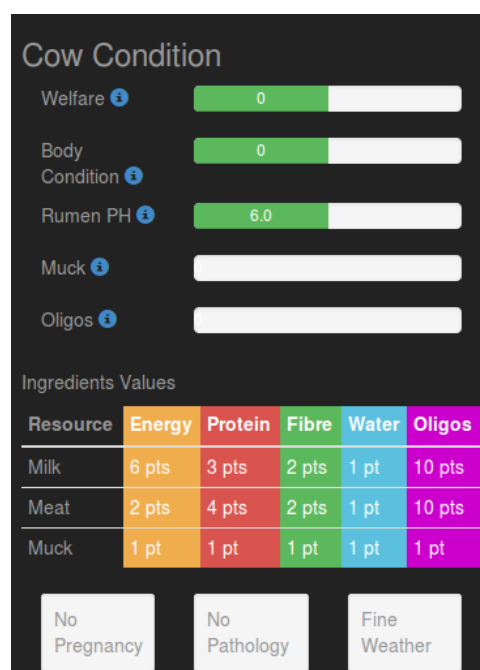 Cow Condition
Welfare
0
Body
Condition
0
Rumen PH
6.0
Muck
0
Oligos
0
Ingredients Values
Resource Energy Protein Fibre Water Oligos
Milk 6 pts 3 pts 2 pts 1 pt 10 pts
Meat 2 pts 4 pts 2 pts 1 pt 10 pts
Muck 1 pt 1 pt 1 pt 1 pt 1 pt
No
Pregnancy
No
Pathology
Fine
Weather